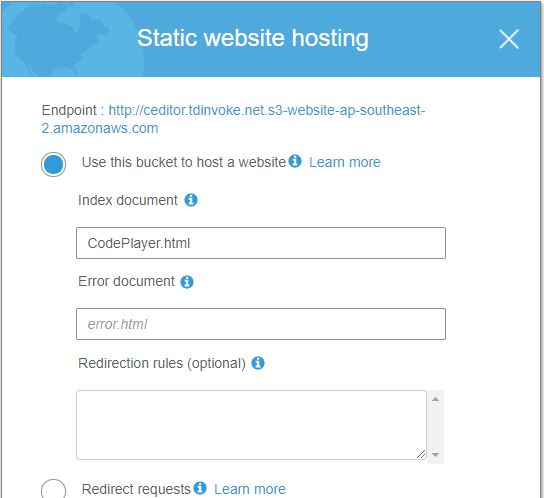 Static website hosting
Endpoint : http://ceditor.tdinvoke.net.s3-website-ap-southeast-
2.amazonaws.com
Use this bucket to host a website Learn more
Index document
CodePlayer.html
Error document
error.html
Redirection rules (optional)
Redirect requests Learn more